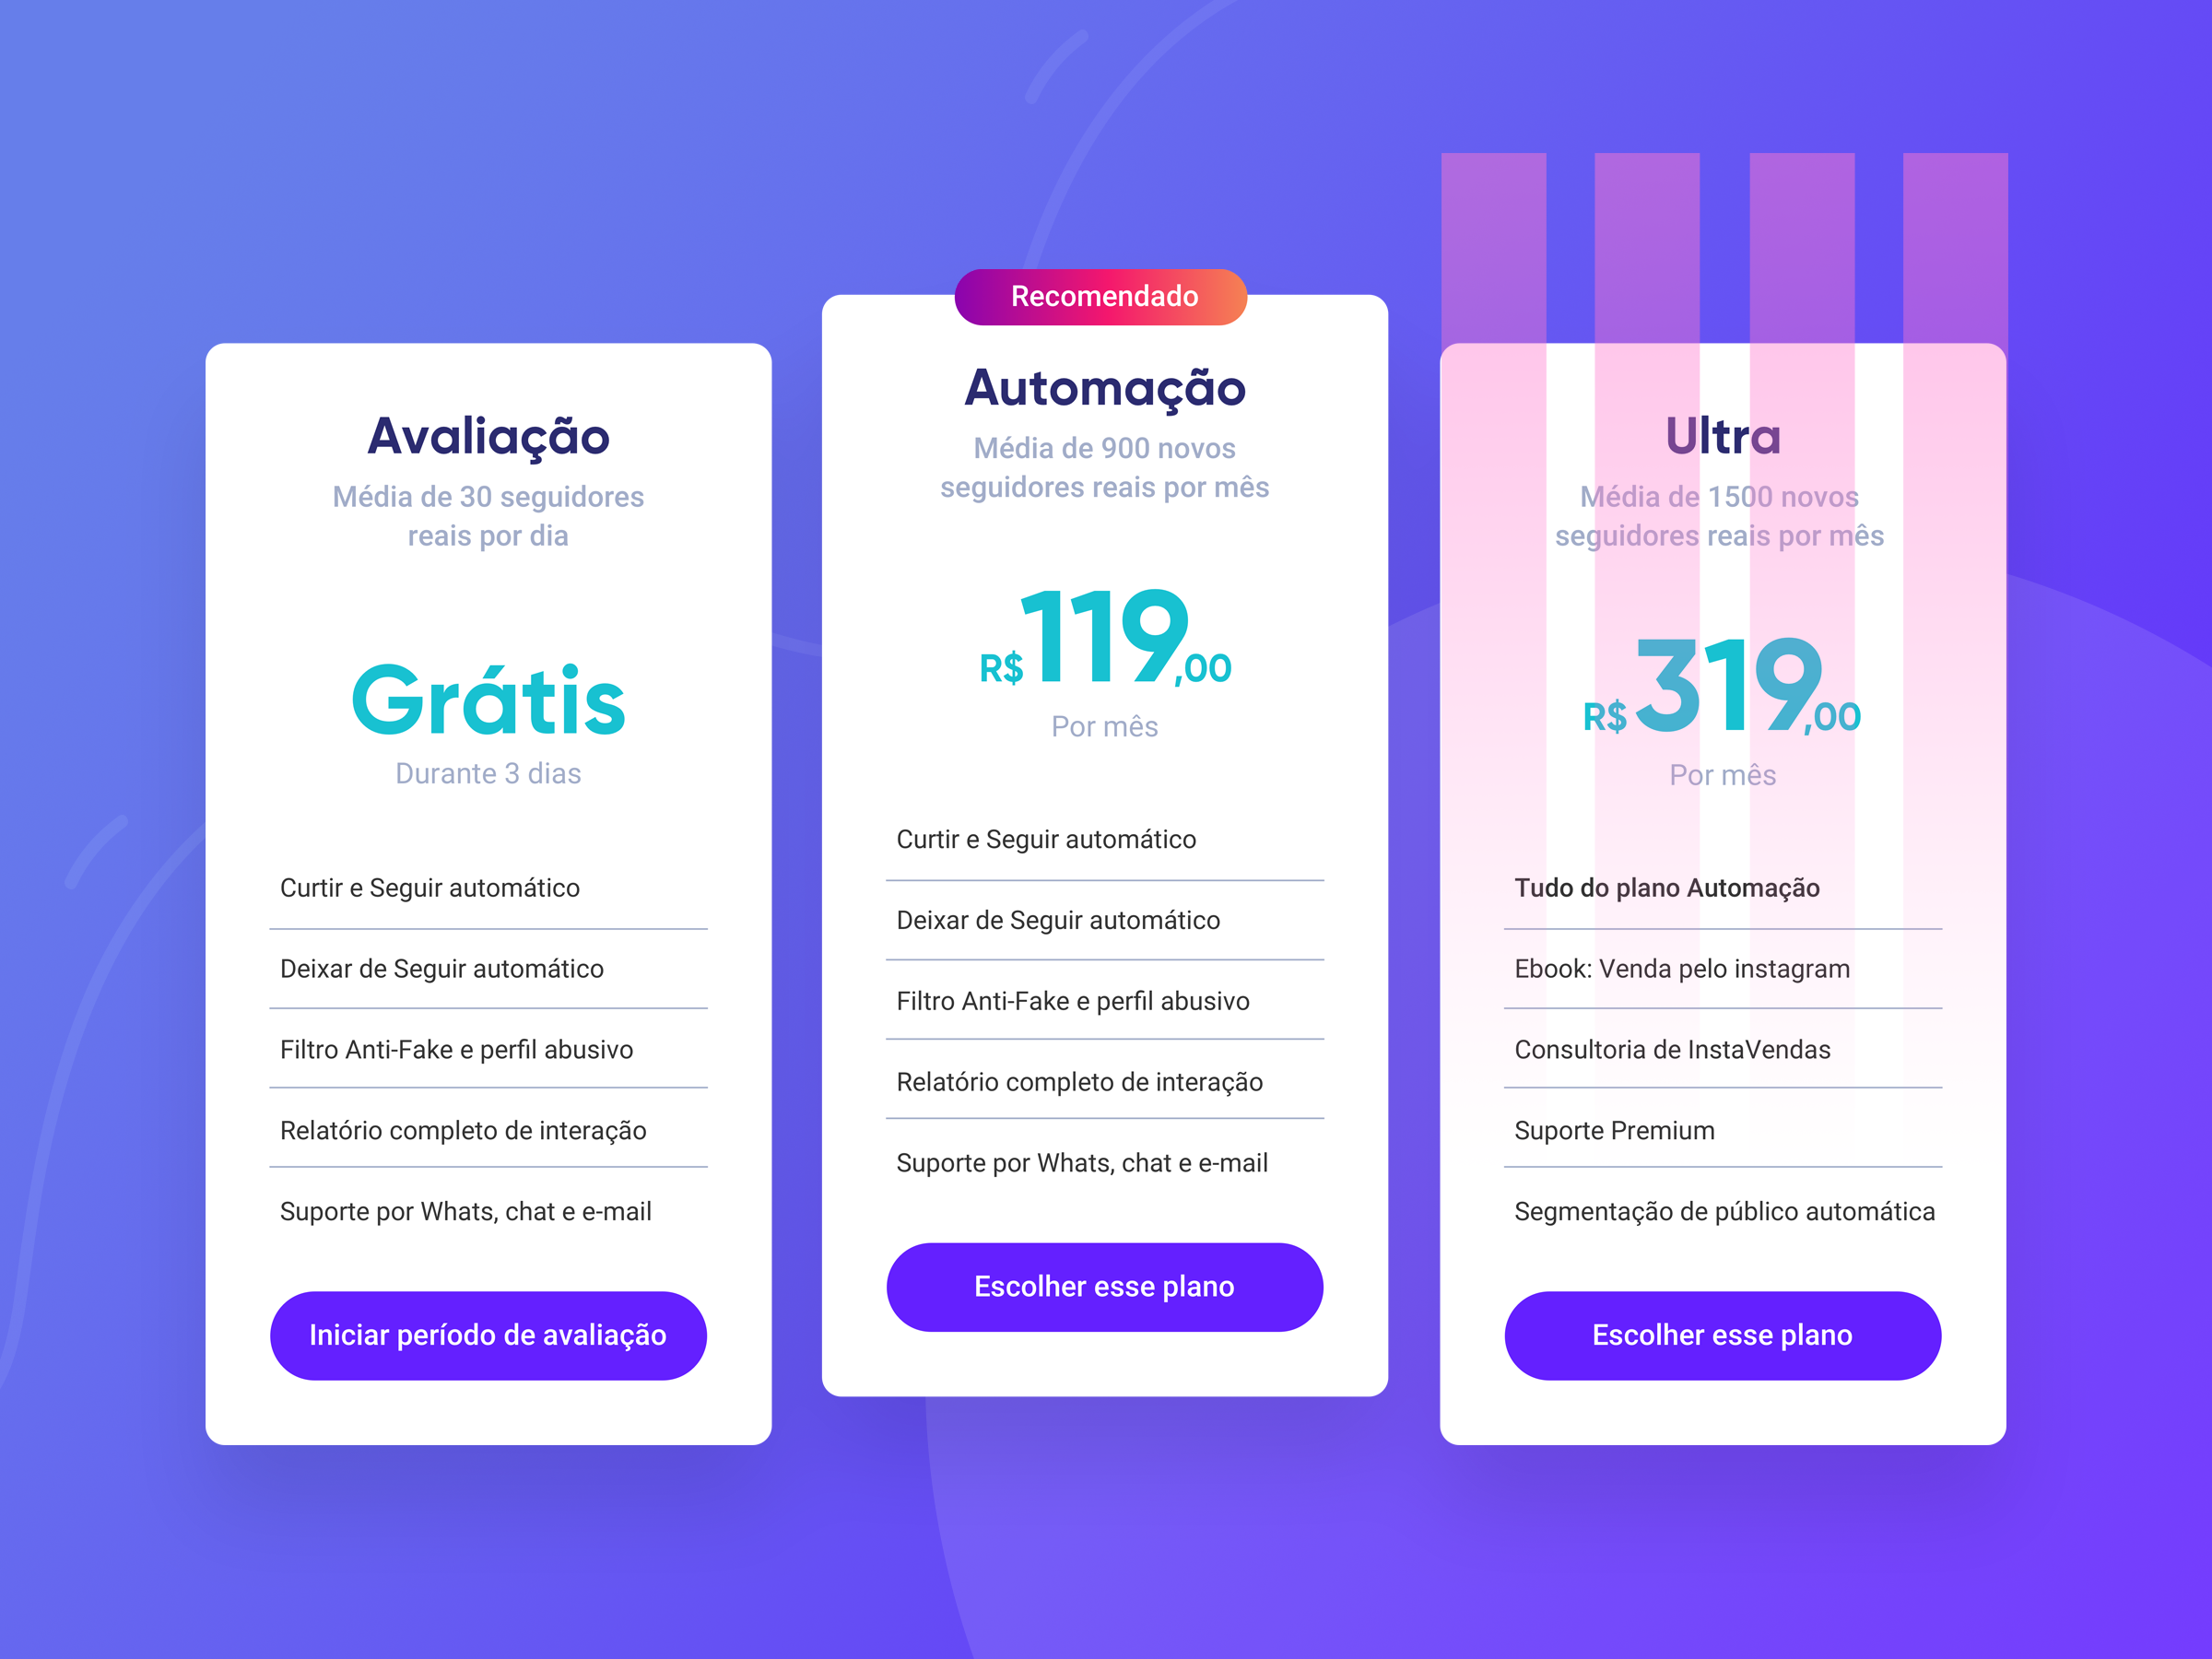 Avaliação
Média de 30 seguidores
reais por dia
Grátis
Durante 3 dias
Curtir e Seguir automático
Deixar de Seguir automático
Filtro Anti-Fake e perfil abusivo
Relatório completo de interação
Suporte por Whats, chat e e-mail
Iniciar período de avaliação
Recomendado
Automação
Média de 900 novos
seguidores reais por mês
R$119,00
Por mês
Curtir e Seguir automático
Deixar de Seguir automático
Filtro Anti-Fake e perfil abusivo
Relatório completo de interação
Suporte por Whats, chat e e-mail
Escolher esse plano
Ultra
Média de 1500 novos
seguidores reais por mês
R$319,00
Por mês
Tudo do plano Automação
Ebook: Venda pelo instagram
Consultoria de InstaVendas
Suporte Premium
Segmentação de público automática
Escolher esse plano